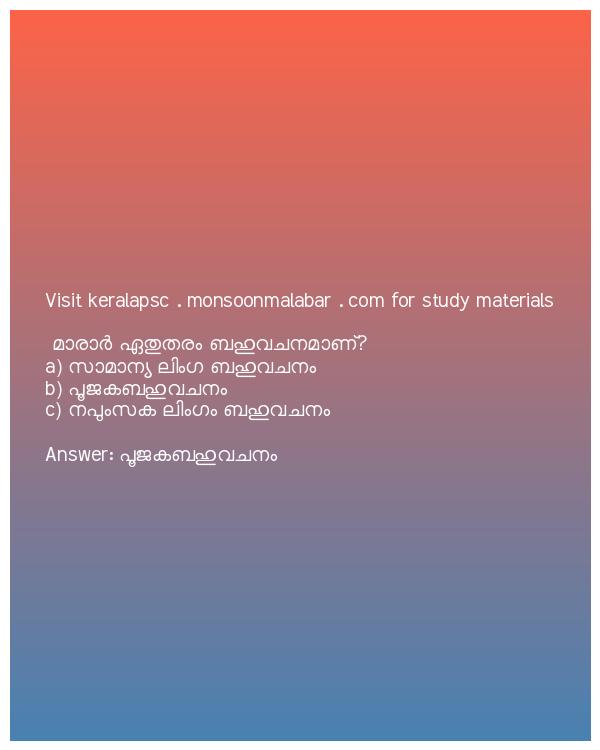 Visit keralapsc . monsoonmalabar . com for study materials
മാരാർ ഏതുതരം ബഹുവചനമാണ്?
a) സാമാന്യ ലിംഗ ബഹുവചനം
b) പൂജകബഹുവചനം
c) നപുംസക ലിംഗം ബഹുവചനം
Answer: പൂജകബഹുവചനം